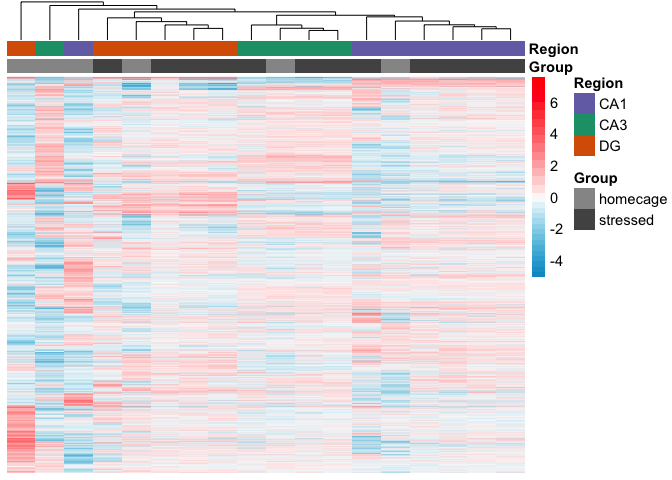 Region
Group
6
4
2
0
-2
-4
Region
CA1
CA3
DG
Group
homecage
stressed